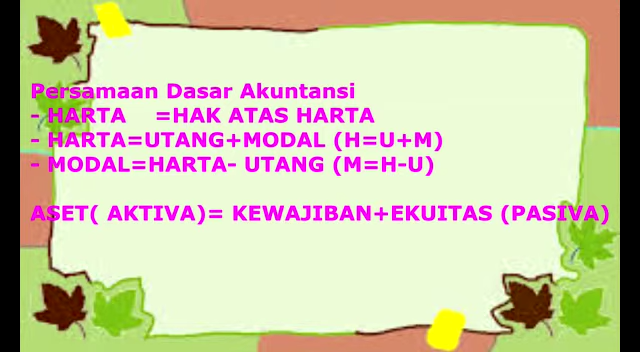 Persamaan Dasar Akuntansi
- HARTA =HAK ATAS HARTA
- HARTA=UTANG+MODAL (H=U+M)
- MODAL=HARTA- UTANG (M=H-U)
ASET( AKTIVA)= KEWAJIBAN+EKUITAS (PASIVA)